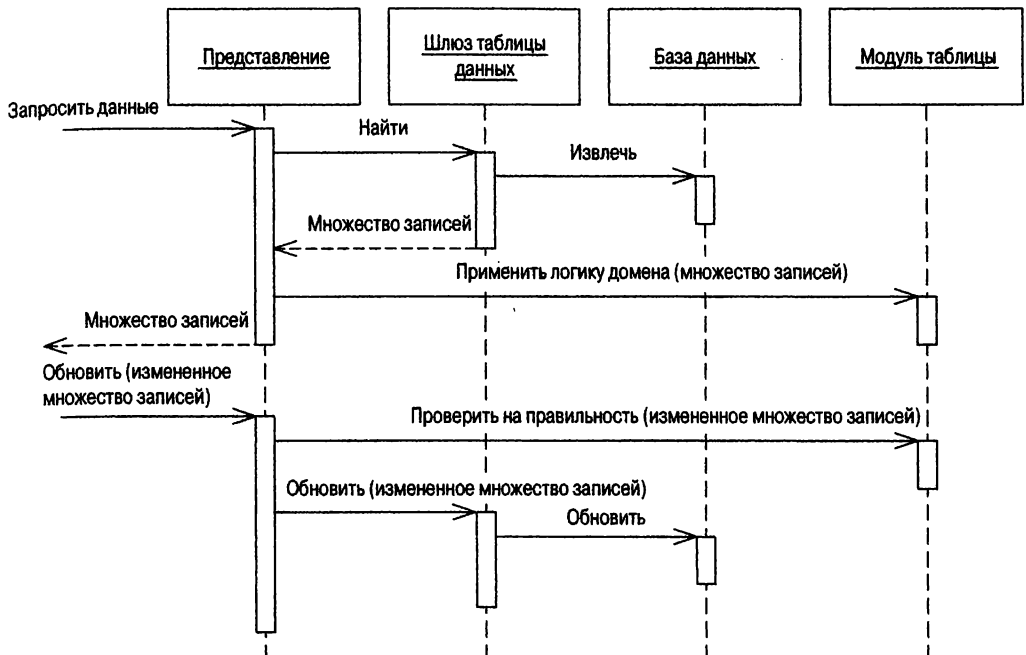 Представление
Шлюз таблицы
данных
База данных
Модуль таблицы
Запросить данные
Найти
Извлечь
Множество записей
Применить логику домена (множество записей)
Множество записей
Обновить (измененное
множество записей)
Проверить на правильность (измененное множество записей)
Обновить (измененное множество записей)
Обновить